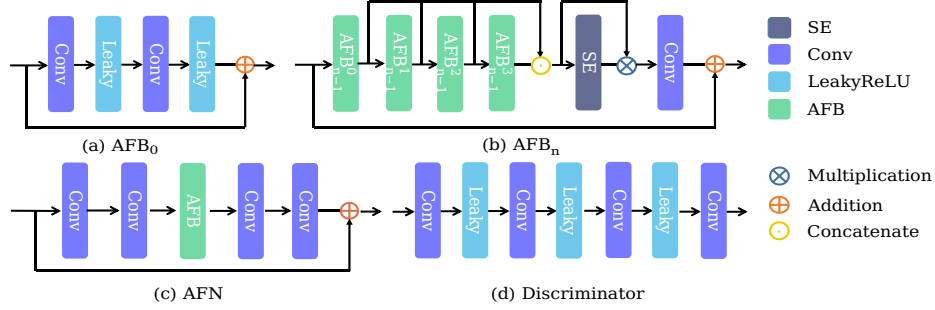 Conv
Leaky
Conv
Leaky
(a) AFB₀
AFB⁰ₙ₋₁
AFB¹ₙ₋₁
AFB²ₙ₋₁
AFB³ₙ₋₁
SE
Conv
(b) AFBₙ
SE
Conv
LeakyReLU
AFB
Conv
Conv
AFB
Conv
Conv
(c) AFN
Conv
Leaky
Conv
Leaky
Conv
Leaky
Conv
(d) Discriminator
Multiplication
Addition
Concatenate